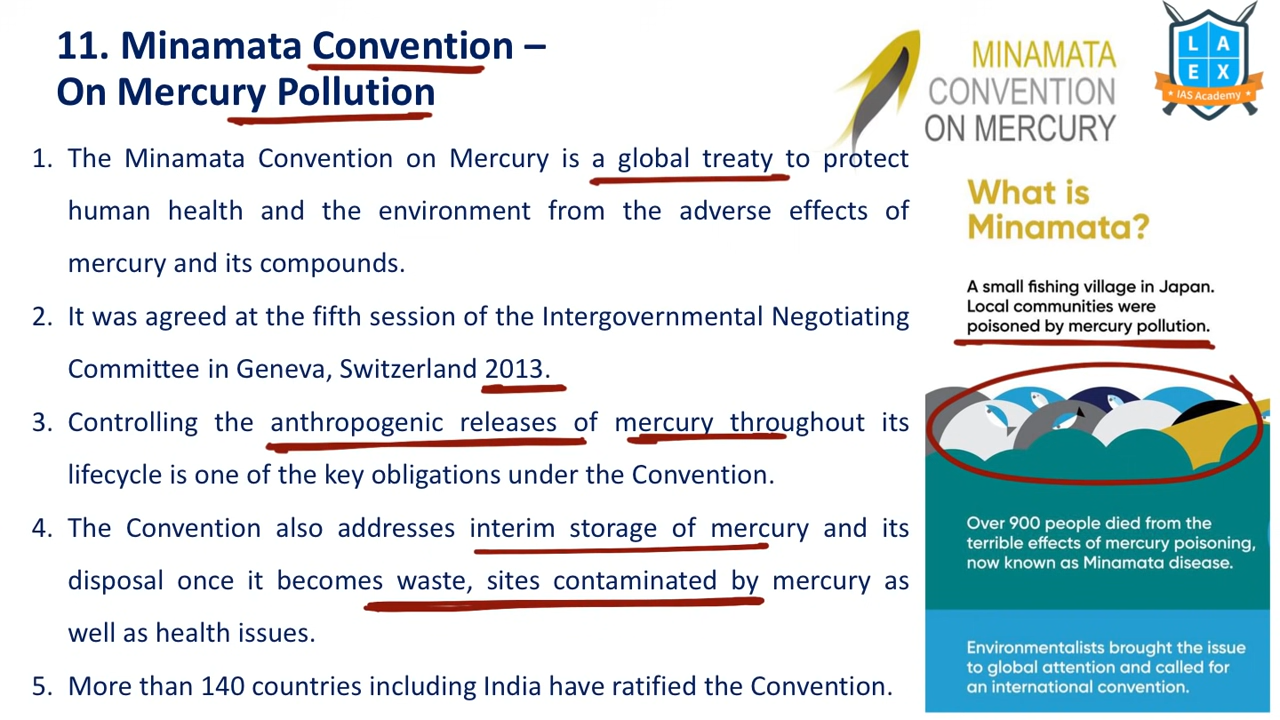 11. Minamata Convention –
On Mercury Pollution
1. The Minamata Convention on Mercury is a global treaty to protect
human health and the environment from the adverse effects of
mercury and its compounds.
2. It was agreed at the fifth session of the Intergovernmental Negotiating
Committee in Geneva, Switzerland 2013.
3. Controlling the anthropogenic releases of mercury throughout its
lifecycle is one of the key obligations under the Convention.
4. The Convention also addresses interim storage of mercury and its
disposal once it becomes waste, sites contaminated by mercury as
well as health issues.
5. More than 140 countries including India have ratified the Convention.
MINAMATA
CONVENTION
ON MERCURY
L A
E X
IAS Academy
What is
Minamata?
A small fishing village in Japan.
Local communities were
poisoned by mercury pollution.
Over 900 people died from the
terrible effects of mercury poisoning,
now known as Minamata disease.
Environmentalists brought the issue
to global attention and called for
an international convention.